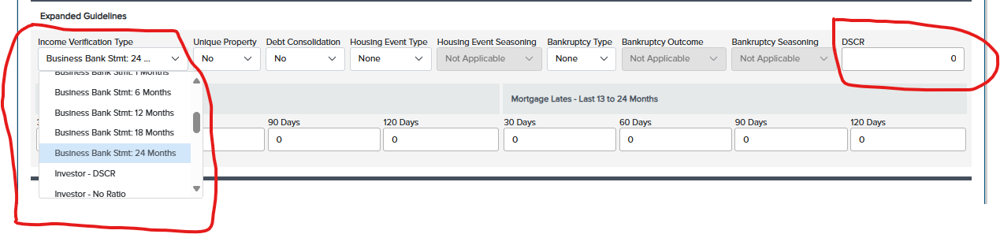 Expanded Guidelines
Income Verification Type Unique Property Debt Consolidation Housing Event Type Housing Event Seasoning Bankruptcy Type Bankruptcy Outcome Bankruptcy Seasoning DSCR
Business Bank Stmt: 24 ... No No None Not Applicable None Not Applicable Not Applicable 0
Business Bank Stmt: 1 Months
Business Bank Stmt: 6 Months
Business Bank Stmt: 12 Months
Business Bank Stmt: 18 Months
Business Bank Stmt: 24 Months
Investor - DSCR
Investor - No Ratio
Mortgage Lates - Last 13 to 24 Months
90 Days 120 Days 30 Days 60 Days 90 Days 120 Days
0 0 0 0 0 0